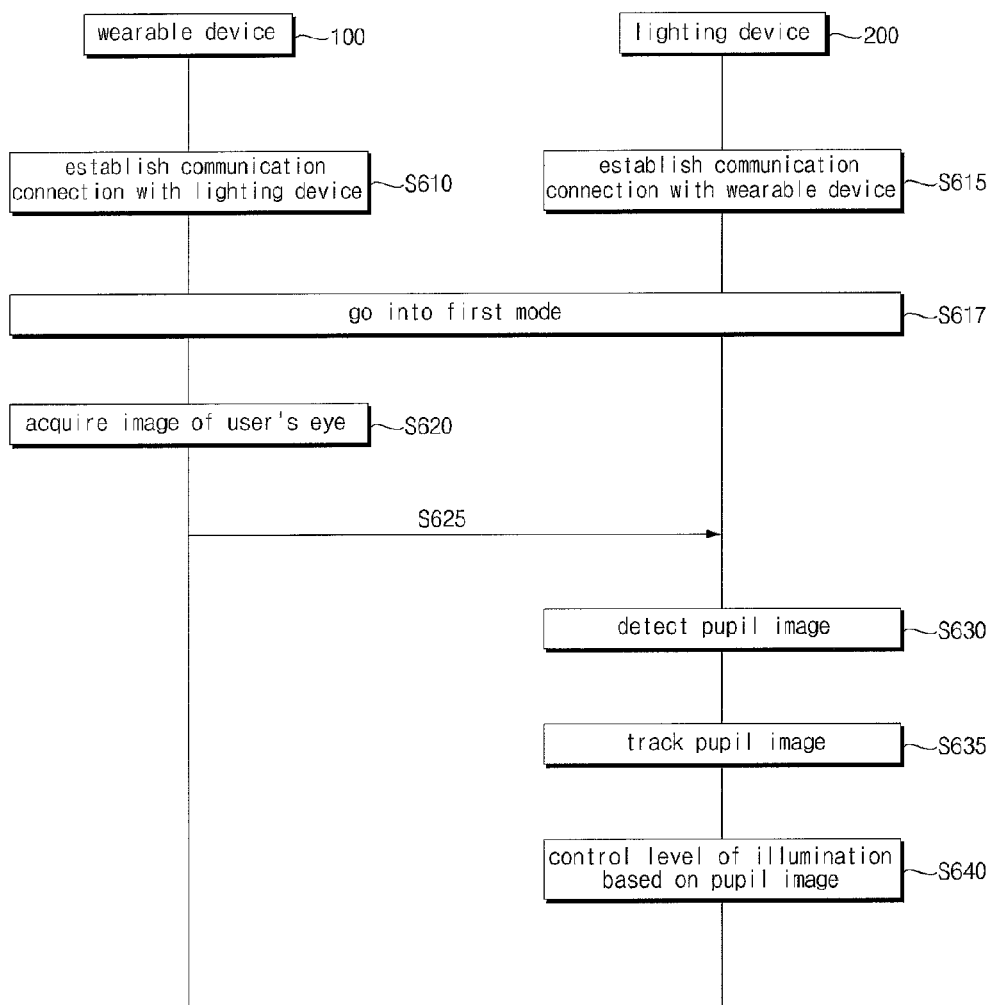 wearable device
100
lighting device
200
establish communication
connection with lighting device
S610
establish communication
connection with wearable device
S615
go into first mode
S617
acquire image of user's eye
S620
S625
detect pupil image
S630
track pupil image
S635
control level of illumination
based on pupil image
S640